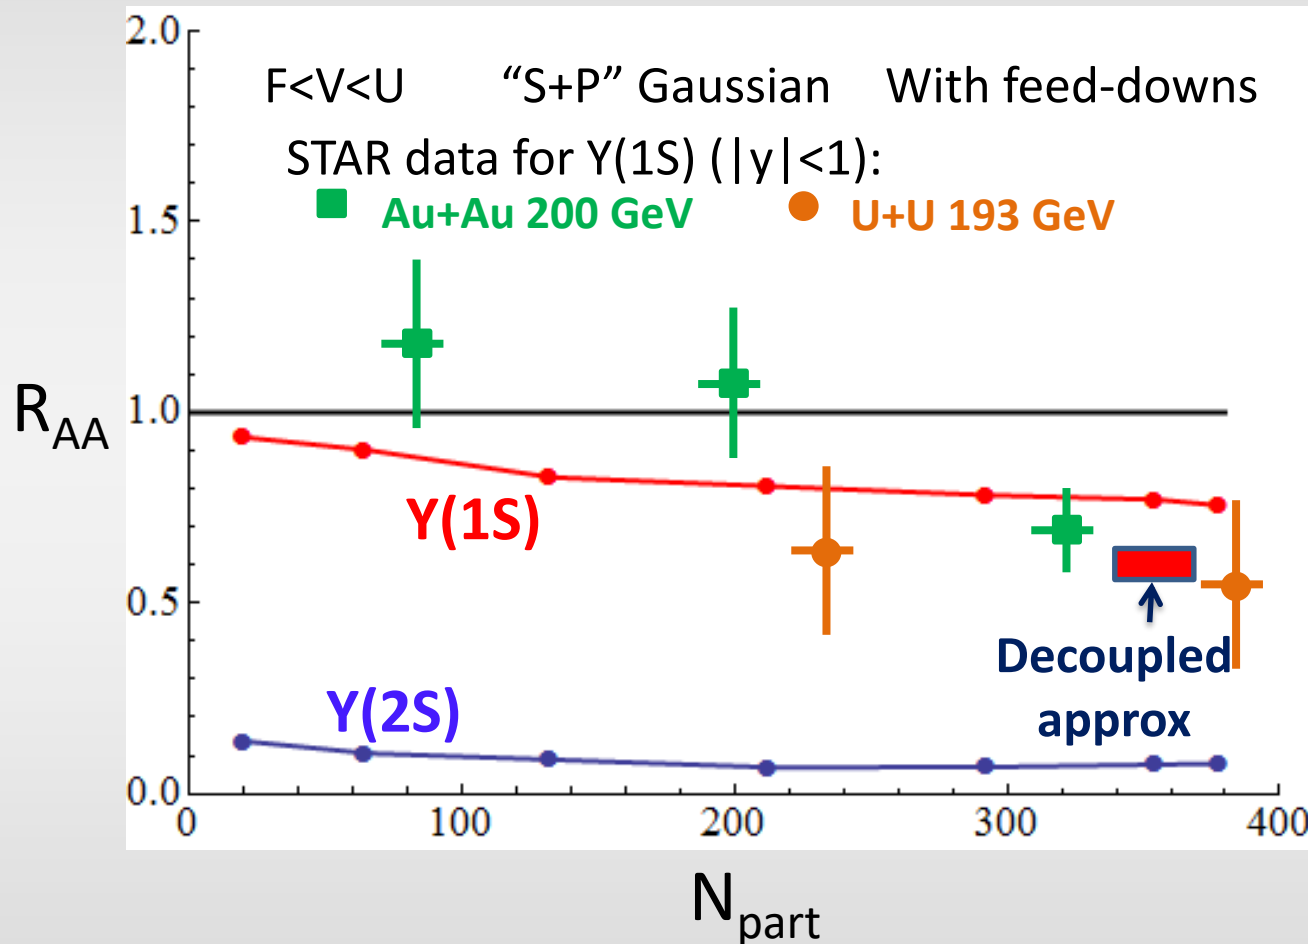 2.0
F<V<U “S+P” Gaussian With feed-downs
STAR data for Y(1S) (|y|<1):
1.5
Au+Au 200 GeV U+U 193 GeV
R_AA
1.0
Y(1S)
0.5
Decoupled
approx
Y(2S)
0.0
0 100 200 300 400
N_part